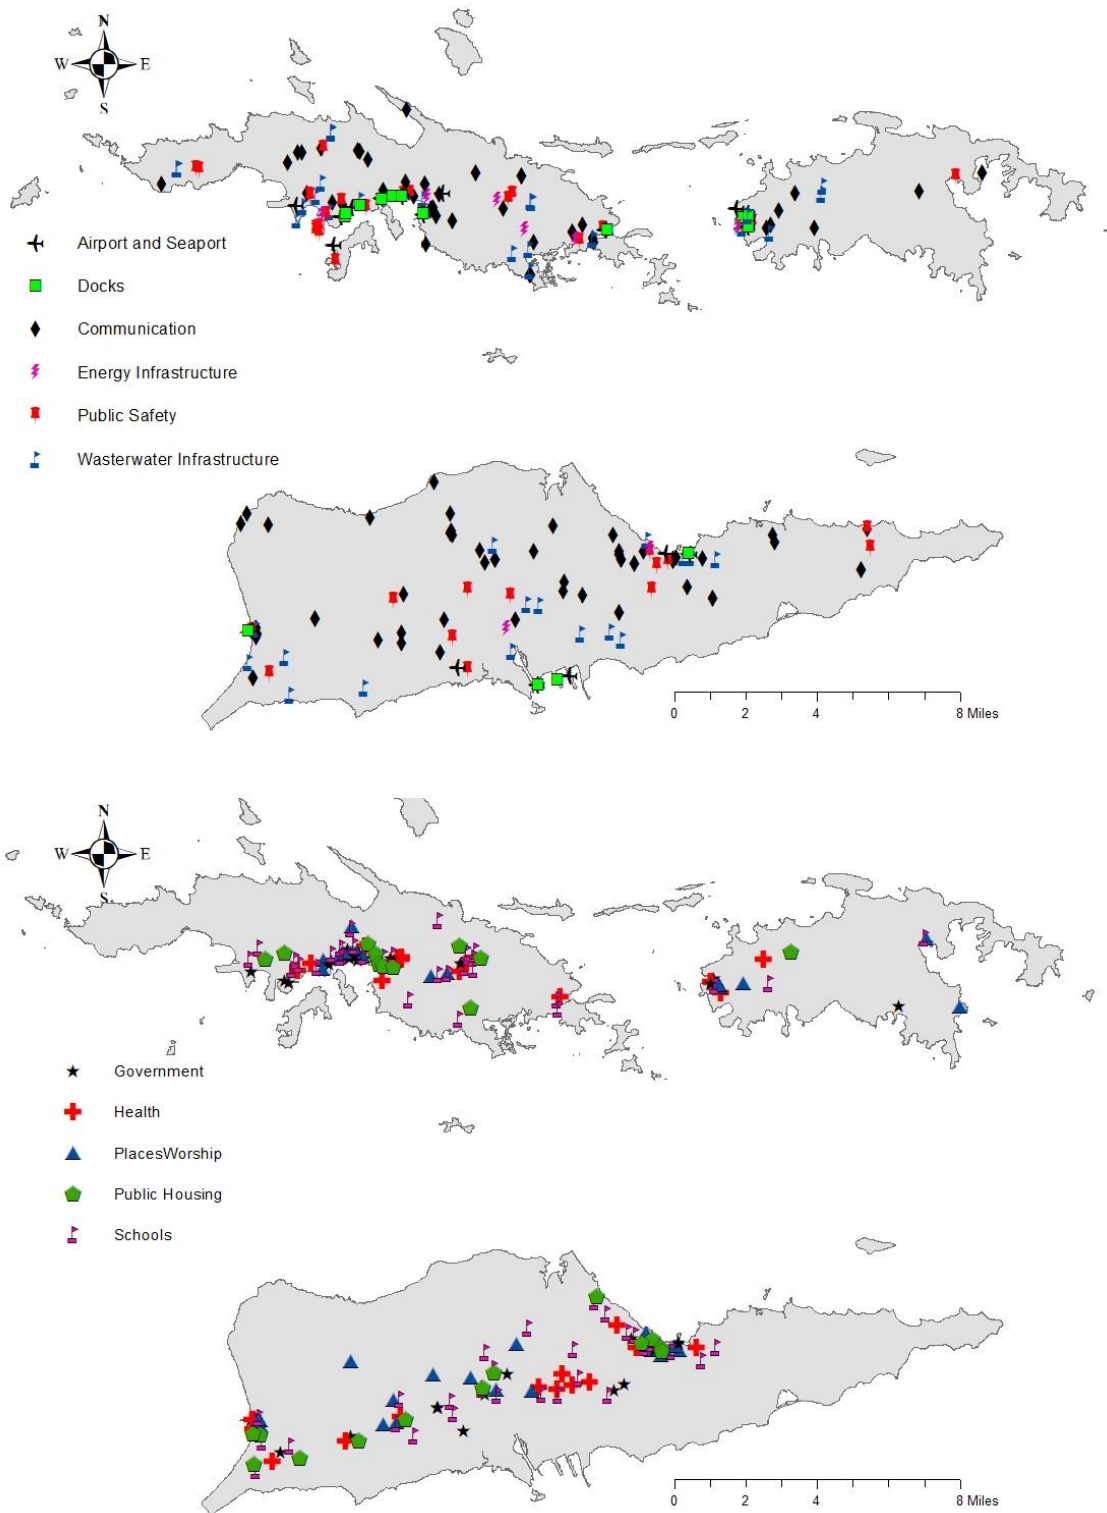 N
W E
S
Airport and Seaport
Docks
Communication
Energy Infrastructure
Public Safety
Wasterwater Infrastructure
0 2 4 8 Miles
N
W E
S
Government
Health
PlacesWorship
Public Housing
Schools
0 2 4 8 Miles